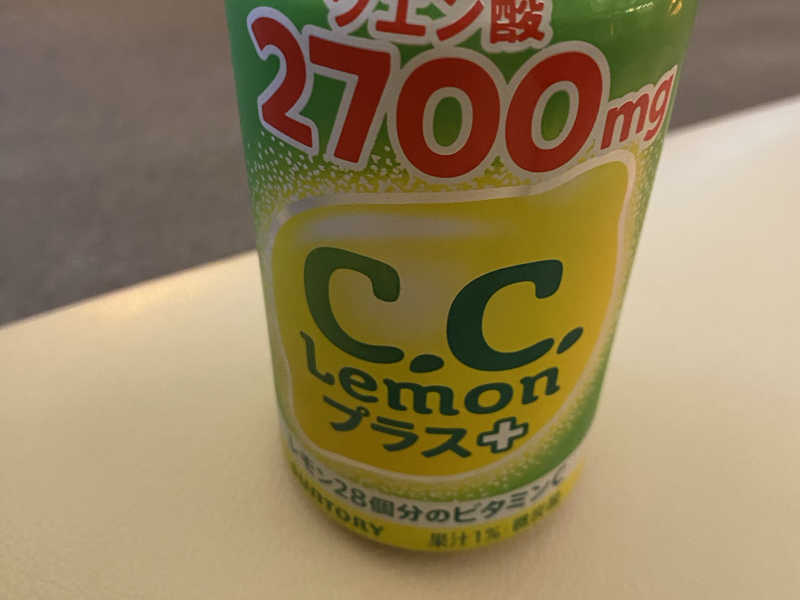 クエン酸
2700mg
C.C.
Lemon
プラス+
レモン28個分のビタミンC
SUNTORY
果汁1% 微炭酸